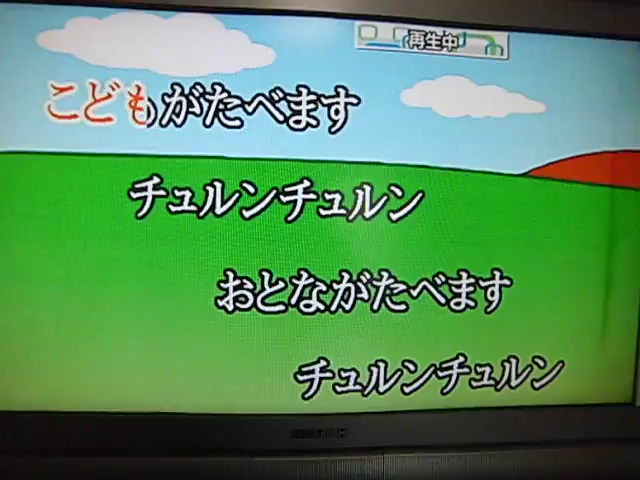 再生中
こどもがたべます
チュルンチュルン
おとながたべます
チュルンチュルン